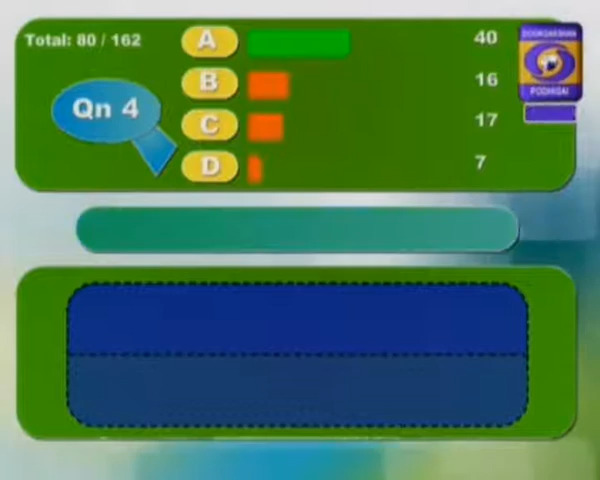 Total: 80 / 162
Qn 4
A 40
B 16
C 17
D 7
DOORDARSHAN
PODHIGAI